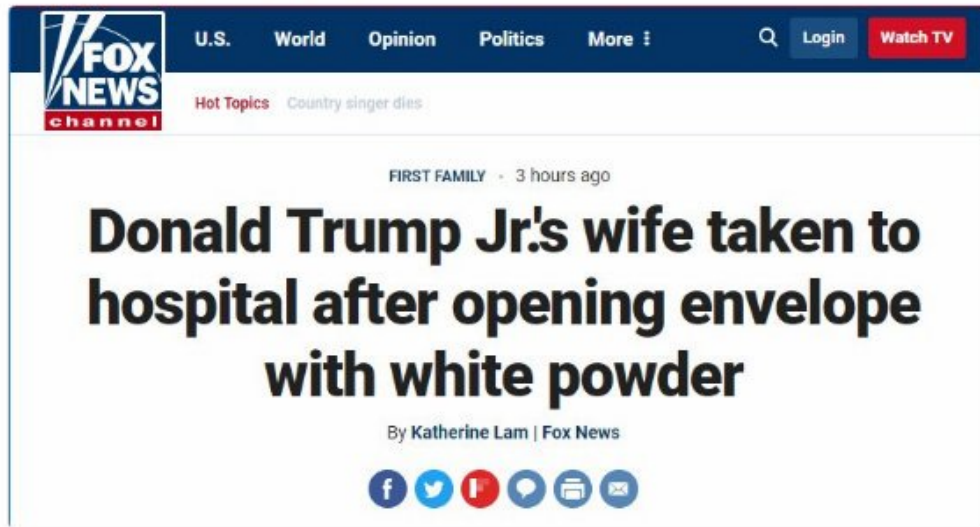 FOX
NEWS
channel
U.S. World Opinion Politics More Login Watch TV
Hot Topics Country singer dies
FIRST FAMILY · 3 hours ago
Donald Trump Jr.'s wife taken to
hospital after opening envelope
with white powder
By Katherine Lam | Fox News